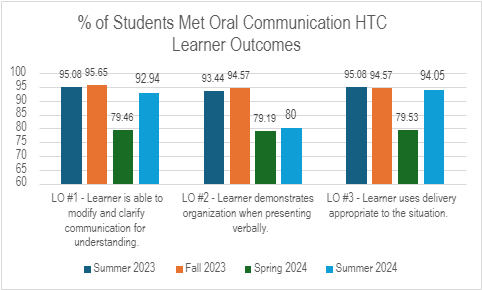 % of Students Met Oral Communication HTC
Learner Outcomes
100
95
90
85
80
75
70
65
60
95.08 95.65 79.46 92.94
93.44 94.57 79.19 80
95.08 94.57 79.53 94.05
LO #1 - Learner is able to
modify and clarify
communication for
understanding.
LO #2 - Learner demonstrates
organization when presenting
verbally.
LO #3 - Learner uses delivery
appropriate to the situation.
Summer 2023 Fall 2023 Spring 2024 Summer 2024